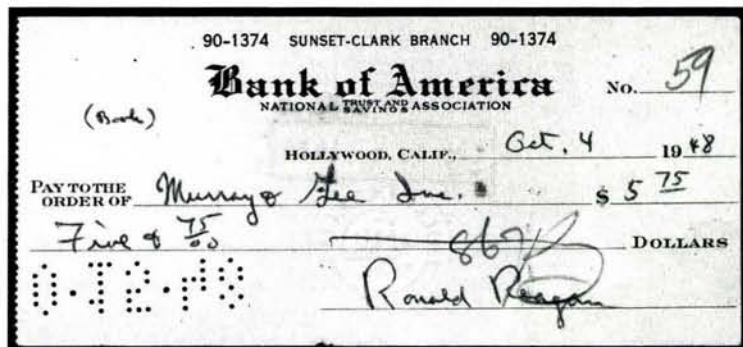 90-1374 SUNSET-CLARK BRANCH 90-1374
Bank of America
NATIONAL TRUST AND SAVINGS ASSOCIATION
No. 59
(Book)
HOLLYWOOD, CALIF., Oct. 4 1948
PAY TO THE ORDER OF Murray & Gee Inc. $ 5 75
Five & 75/00 DOLLARS
Ronald Reagan